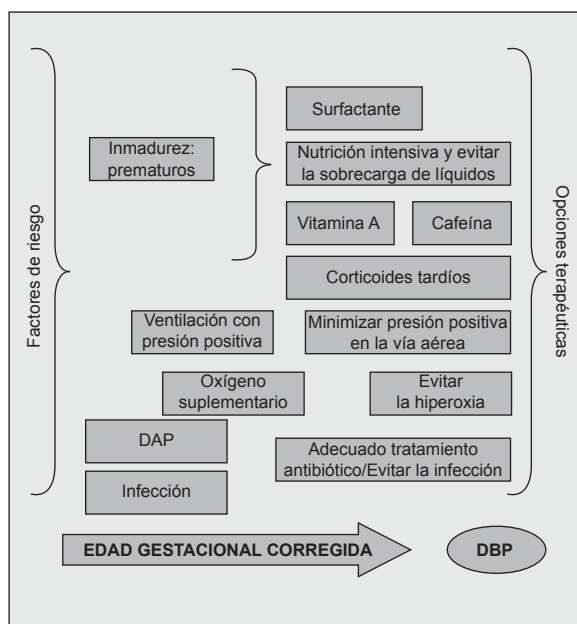 Factores de riesgo
Inmadurez:
prematuros
Surfactante
Nutrición intensiva y evitar
la sobrecarga de líquidos
Vitamina A
Cafeína
Corticoides tardíos
Ventilación con
presión positiva
Minimizar presión positiva
en la vía aérea
Oxígeno
suplementario
Evitar
la hiperoxia
DAP
Adecuado tratamiento
antibiótico/Evitar la infección
Infección
Opciones terapéuticas
EDAD GESTACIONAL CORREGIDA
DBP